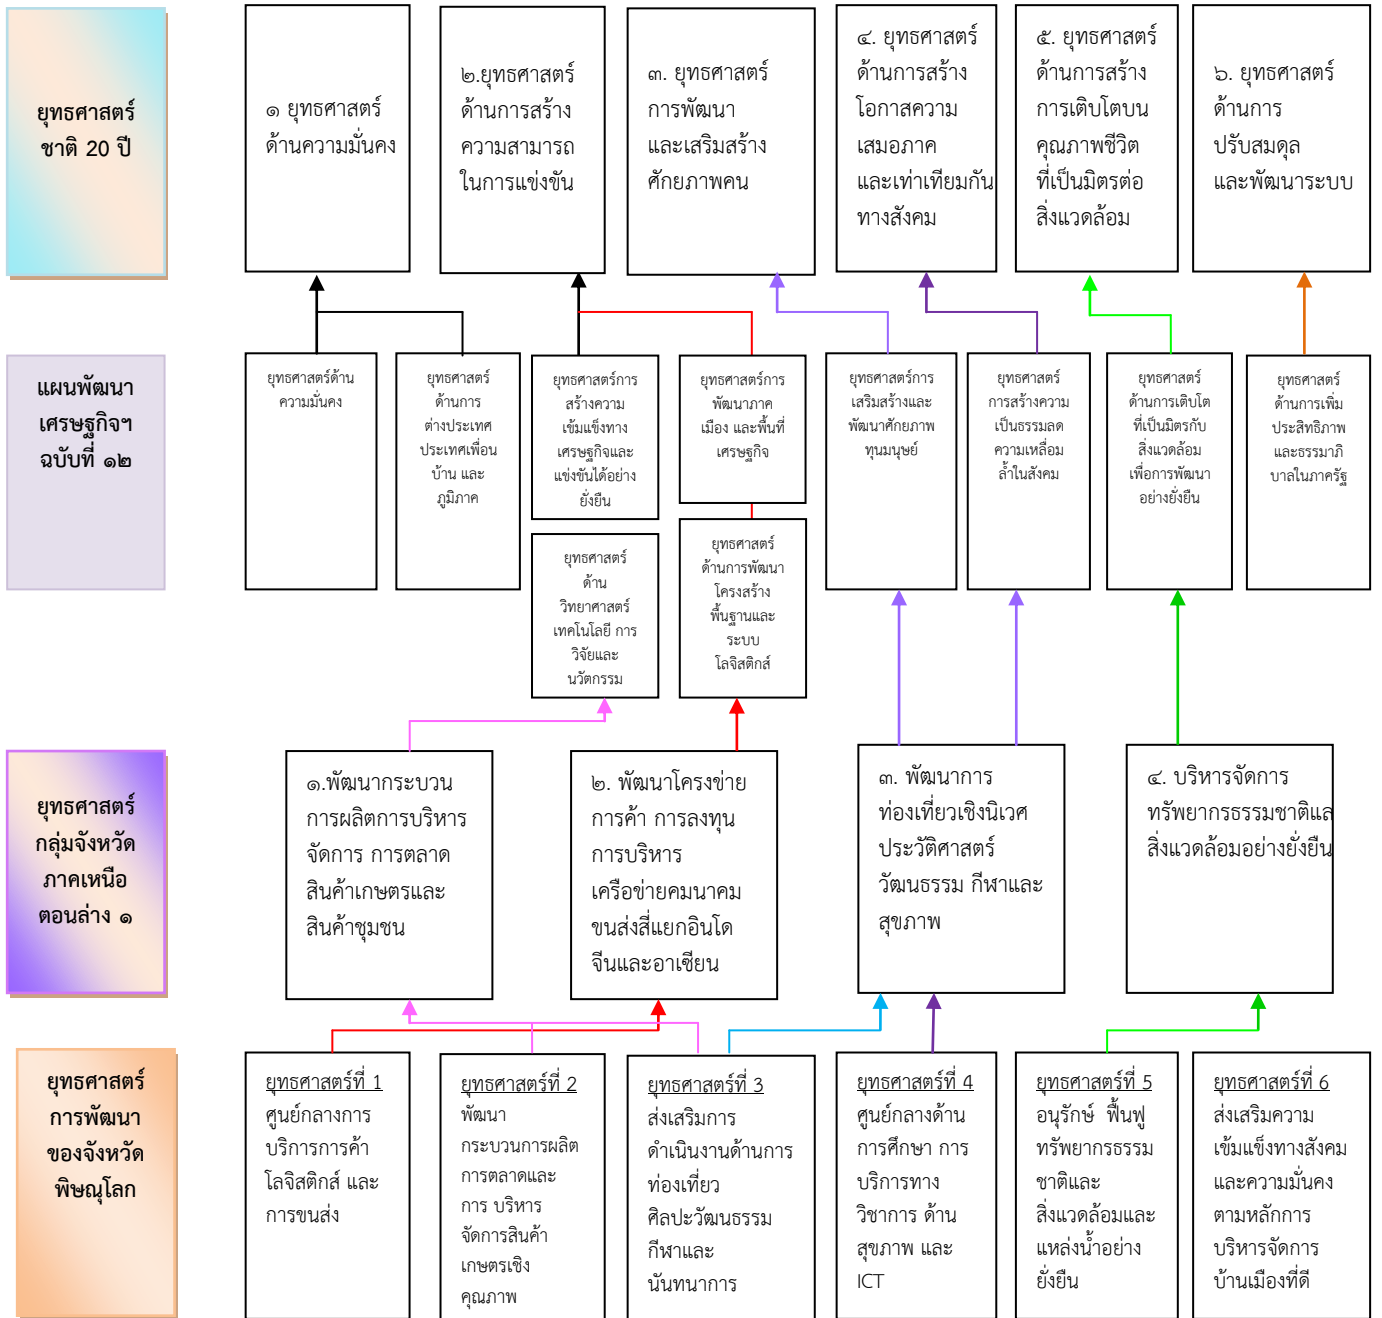 ยุทธศาสตร์
ชาติ 20 ปี
๑ ยุทธศาสตร์
ด้านความมั่นคง
๒.ยุทธศาสตร์
ด้านการสร้าง
ความสามารถ
ในการแข่งขัน
๓. ยุทธศาสตร์
การพัฒนา
และเสริมสร้าง
ศักยภาพคน
๔. ยุทธศาสตร์
ด้านการสร้าง
โอกาสความ
เสมอภาค
และเท่าเทียมกัน
ทางสังคม
๕. ยุทธศาสตร์
ด้านการสร้าง
การเติบโตบน
คุณภาพชีวิต
ที่เป็นมิตรต่อ
สิ่งแวดล้อม
๖. ยุทธศาสตร์
ด้านการ
ปรับสมดุล
และพัฒนาระบบ
แผนพัฒนา
เศรษฐกิจฯ
ฉบับที่ ๑๒
ยุทธศาสตร์ด้าน
ความมั่นคง
ยุทธศาสตร์
ด้านการ
ต่างประเทศ
ประเทศเพื่อน
บ้าน และ
ภูมิภาค
ยุทธศาสตร์การ
สร้างความ
เข้มแข็งทาง
เศรษฐกิจและ
แข่งขันได้อย่าง
ยั่งยืน
ยุทธศาสตร์การ
พัฒนาภาค
เมือง และพื้นที่
เศรษฐกิจ
ยุทธศาสตร์การ
เสริมสร้างและ
พัฒนาศักยภาพ
ทุนมนุษย์
ยุทธศาสตร์
การสร้างความ
เป็นธรรมลด
ความเหลื่อม
ล้ำในสังคม
ยุทธศาสตร์
ด้านการเติบโต
ที่เป็นมิตรกับ
สิ่งแวดล้อม
เพื่อการพัฒนา
อย่างยั่งยืน
ยุทธศาสตร์
ด้านการเพิ่ม
ประสิทธิภาพ
และธรรมาภิ
บาลในภาครัฐ
ยุทธศาสตร์
ด้าน
วิทยาศาสตร์
เทคโนโลยี การ
วิจัยและ
นวัตกรรม
ยุทธศาสตร์
ด้านการพัฒนา
โครงสร้าง
พื้นฐานและ
ระบบ
โลจิสติกส์
ยุทธศาสตร์
กลุ่มจังหวัด
ภาคเหนือ
ตอนล่าง ๑
๑.พัฒนากระบวน
การผลิตการบริหาร
จัดการ การตลาด
สินค้าเกษตรและ
สินค้าชุมชน
๒. พัฒนาโครงข่าย
การค้า การลงทุน
การบริหาร
เครือข่ายคมนาคม
ขนส่งสี่แยกอินโด
จีนและอาเซียน
๓. พัฒนาการ
ท่องเที่ยวเชิงนิเวศ
ประวัติศาสตร์
วัฒนธรรม กีฬาและ
สุขภาพ
๔. บริหารจัดการ
ทรัพยากรธรรมชาติแล
สิ่งแวดล้อมอย่างยั่งยืน
ยุทธศาสตร์
การพัฒนา
ของจังหวัด
พิษณุโลก
ยุทธศาสตร์ที่ 1
ศูนย์กลางการ
บริการการค้า
โลจิสติกส์ และ
การขนส่ง
ยุทธศาสตร์ที่ 2
พัฒนา
กระบวนการผลิต
การตลาดและ
การ บริหาร
จัดการสินค้า
เกษตรเชิง
คุณภาพ
ยุทธศาสตร์ที่ 3
ส่งเสริมการ
ดำเนินงานด้านการ
ท่องเที่ยว
ศิลปะวัฒนธรรม
กีฬาและ
นันทนาการ
ยุทธศาสตร์ที่ 4
ศูนย์กลางด้าน
การศึกษา การ
บริการทาง
วิชาการ ด้าน
สุขภาพ และ
ICT
ยุทธศาสตร์ที่ 5
อนุรักษ์ ฟื้นฟู
ทรัพยากรธรรม
ชาติและ
สิ่งแวดล้อมและ
แหล่งน้ำอย่าง
ยั่งยืน
ยุทธศาสตร์ที่ 6
ส่งเสริมความ
เข้มแข็งทางสังคม
และความมั่นคง
ตามหลักการ
บริหารจัดการ
บ้านเมืองที่ดี